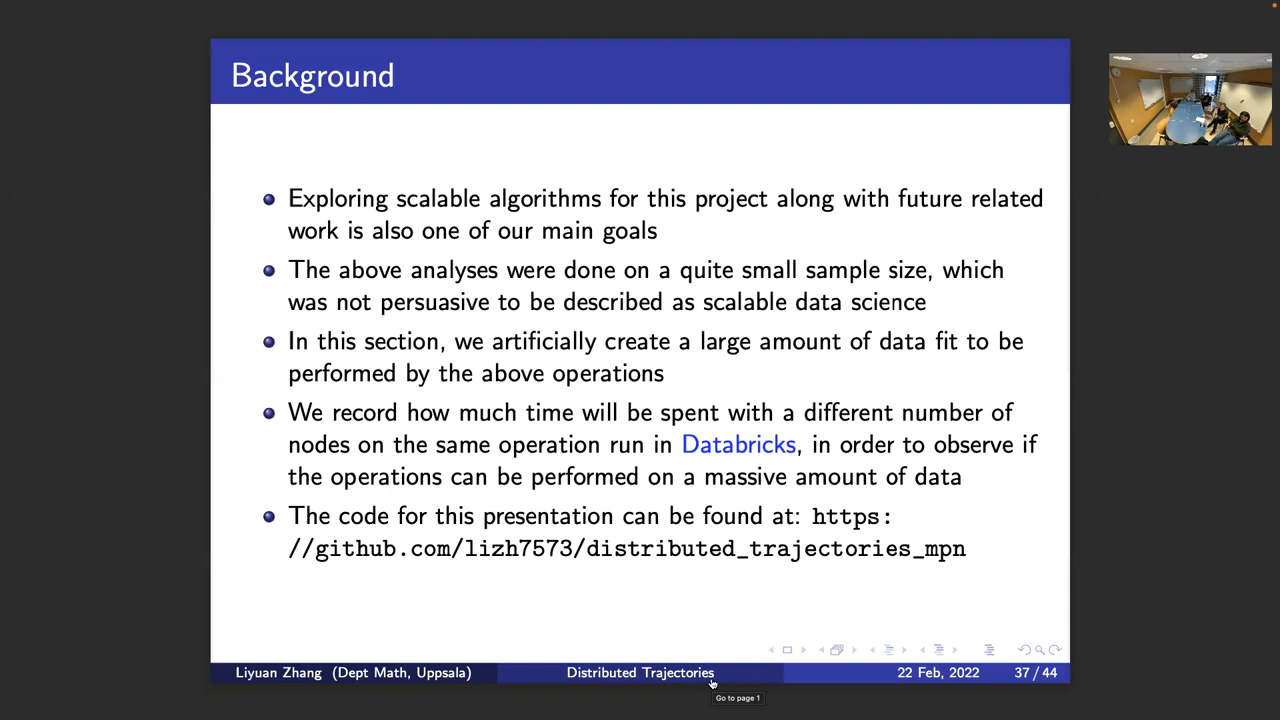 Background
Exploring scalable algorithms for this project along with future related
work is also one of our main goals
The above analyses were done on a quite small sample size, which
was not persuasive to be described as scalable data science
In this section, we artificially create a large amount of data fit to be
performed by the above operations
We record how much time will be spent with a different number of
nodes on the same operation run in Databricks, in order to observe if
the operations can be performed on a massive amount of data
The code for this presentation can be found at: https:
//github.com/lizh7573/distributed_trajectories_mpn
Liyuan Zhang (Dept Math, Uppsala)
Distributed Trajectories
22 Feb, 2022
37 / 44
Go to page 1